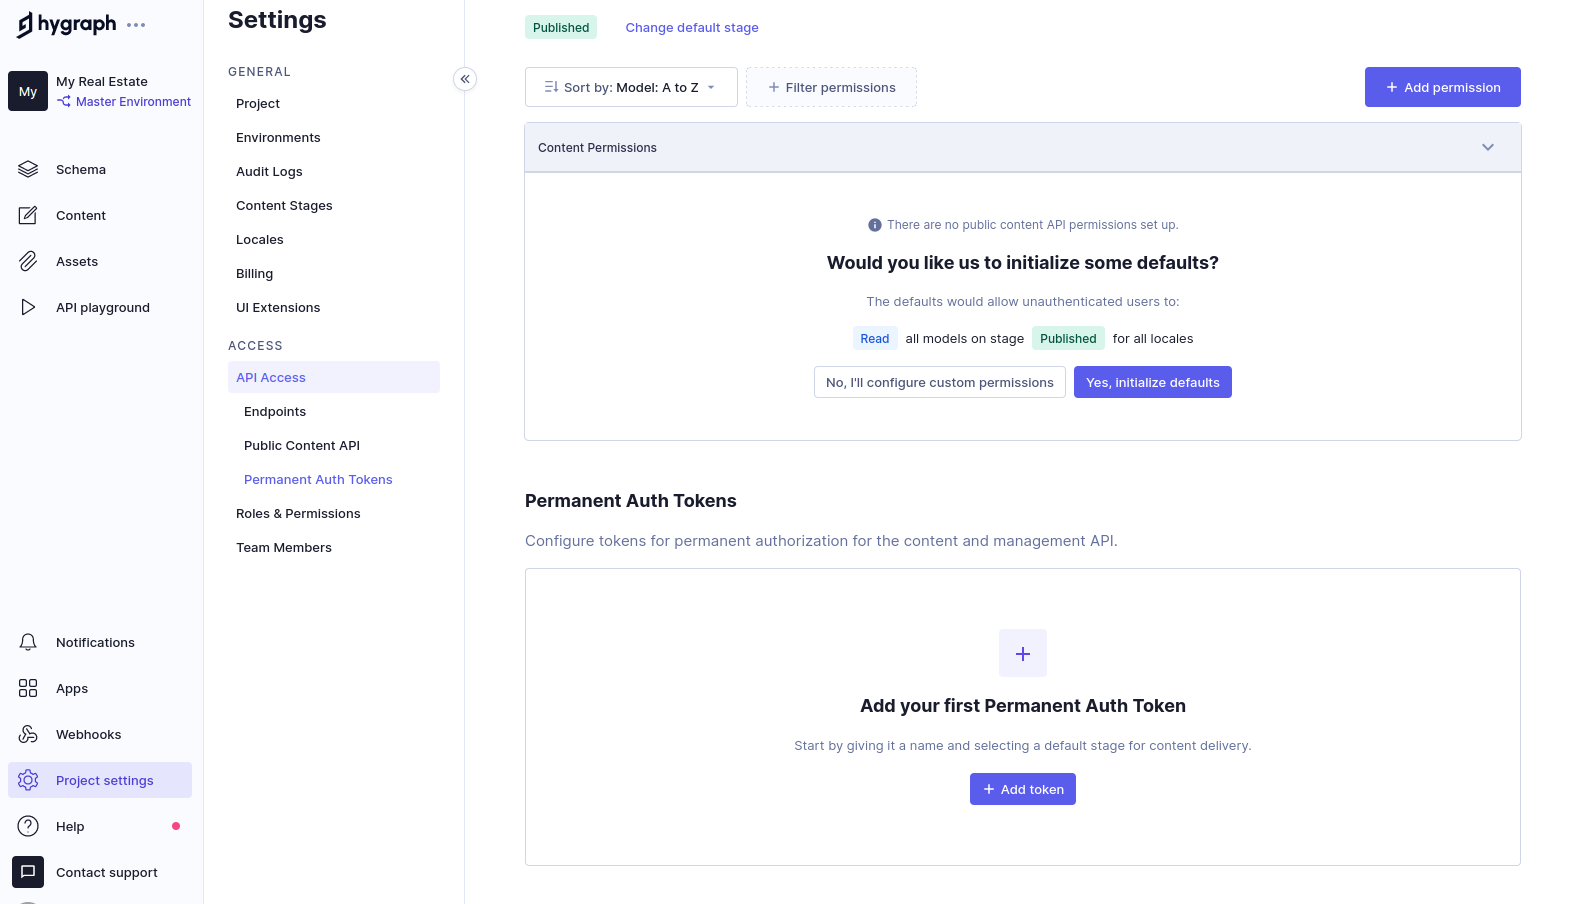 hygraph
My
My Real Estate
Master Environment
Schema
Content
Assets
API playground
Notifications
Apps
Webhooks
Project settings
Help
Contact support
Settings
GENERAL
Project
Environments
Audit Logs
Content Stages
Locales
Billing
UI Extensions
ACCESS
API Access
Endpoints
Public Content API
Permanent Auth Tokens
Roles & Permissions
Team Members
Published Change default stage
Sort by: Model: A to Z Filter permissions Add permission
Content Permissions
There are no public content API permissions set up.
Would you like us to initialize some defaults?
The defaults would allow unauthenticated users to:
Read all models on stage Published for all locales
No, I'll configure custom permissions Yes, initialize defaults
Permanent Auth Tokens
Configure tokens for permanent authorization for the content and management API.
Add your first Permanent Auth Token
Start by giving it a name and selecting a default stage for content delivery.
Add token